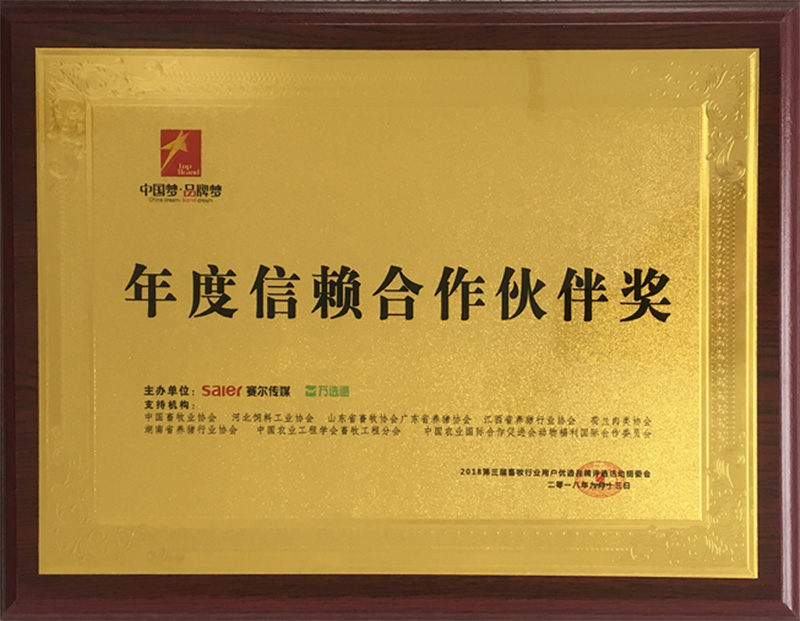 Top
Brand
中国梦·品牌梦
China dream·Brand dream
年度信赖合作伙伴奖
主办单位：saler 赛尔传媒 万选通
支持机构：
中国畜牧业协会 河北饲料工业协会 山东省畜牧协会广东省养猪协会 江西省养猪行业协会 荷兰肉类协会
湖南省养猪行业协会 中国农业工程学会畜牧工程分会 中国农业国际合作促进会动物福利国际合作委员会
2018第三届畜牧行业用户优选品牌评选活动组委会
二零一八年九月十三日